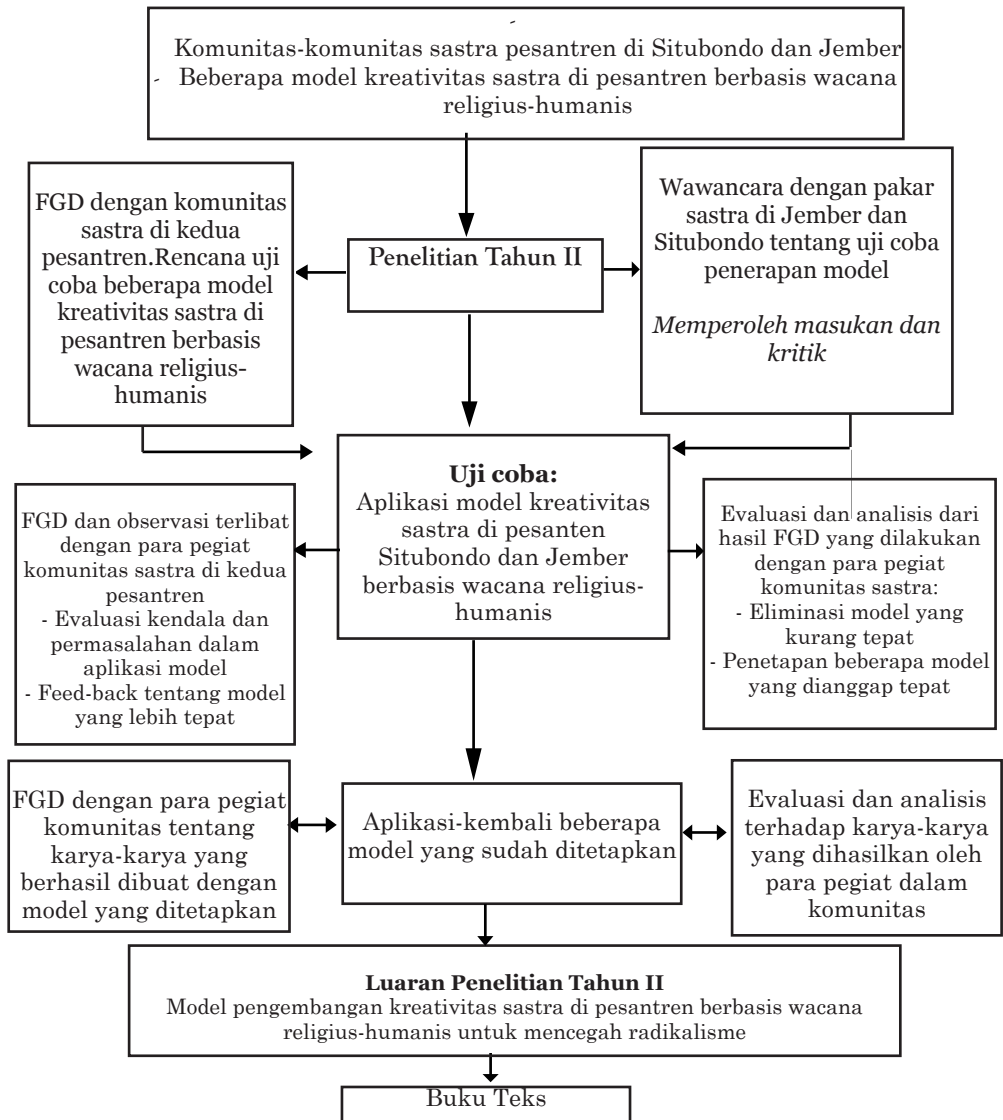 Komunitas-komunitas sastra pesantren di Situbondo dan Jember
- Beberapa model kreativitas sastra di pesantren berbasis wacana
religius-humanis
FGD dengan komunitas
sastra di kedua
pesantren.Rencana uji
coba beberapa model
kreativitas sastra di
pesantren berbasis
wacana religius-
humanis
Penelitian Tahun II
Wawancara dengan pakar
sastra di Jember dan
Situbondo tentang uji coba
penerapan model
Memperoleh masukan dan
kritik
Uji coba:
Aplikasi model kreativitas
sastra di pesanten
Situbondo dan Jember
berbasis wacana religius-
humanis
FGD dan observasi terlibat
dengan para pegiat
komunitas sastra di kedua
pesantren
- Evaluasi kendala dan
permasalahan dalam
aplikasi model
- Feed-back tentang model
yang lebih tepat
Evaluasi dan analisis dari
hasil FGD yang dilakukan
dengan para pegiat
komunitas sastra:
- Eliminasi model yang
kurang tepat
- Penetapan beberapa model
yang dianggap tepat
FGD dengan para pegiat
komunitas tentang
karya-karya yang
berhasil dibuat dengan
model yang ditetapkan
Aplikasi-kembali beberapa
model yang sudah ditetapkan
Evaluasi dan analisis
terhadap karya-karya
yang dihasilkan oleh
para pegiat dalam
komunitas
Luaran Penelitian Tahun II
Model pengembangan kreativitas sastra di pesantren berbasis wacana
religius-humanis untuk mencegah radikalisme
Buku Teks